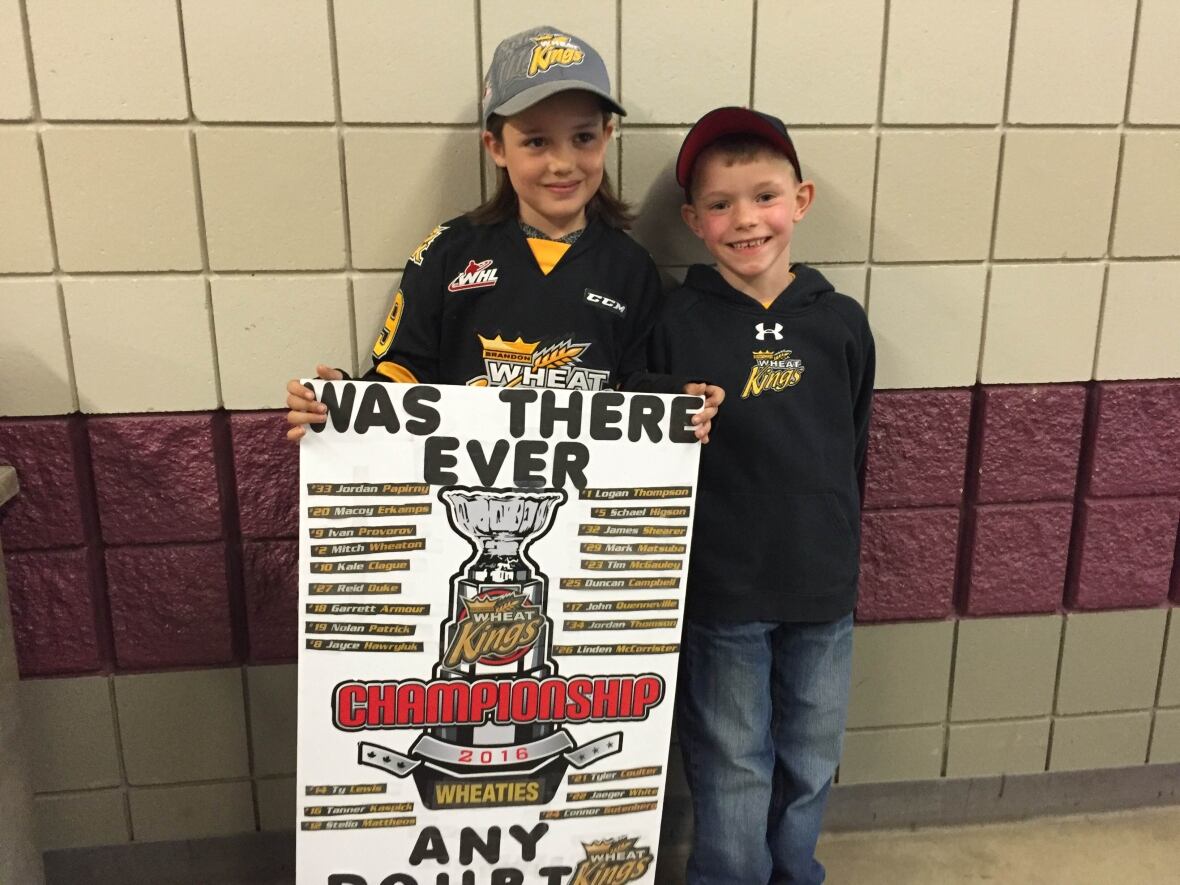 WHEAT
Kings
WHL
CCM
9
BRANDON
WHEAT
WHEAT
Kings
WAS THERE
EVER
#33 Jordan Papirny
#20 Macoy Erkamps
#9 Ivan Provorov
#2 Mitch Wheaton
#10 Kale Clague
#27 Reid Duke
#18 Garrett Armour
#19 Nolan Patrick
#8 Jayce Hawryluk
#1 Logan Thompson
#5 Schael Higson
#32 James Shearer
#29 Mark Matsuba
#23 Tim McGauley
#25 Duncan Campbell
#17 John Quenneville
#34 Jordan Thomson
#26 Linden McCorrister
WHEAT
Kings
CHAMPIONSHIP
2016
WHEATIES
#14 Ty Lewis
#16 Tanner Kaspick
#12 Stelio Mattheos
#21 Tyler Coulter
#22 Jaeger White
#24 Connor Gutenberg
ANY
DOUBT
WHEAT
Kings